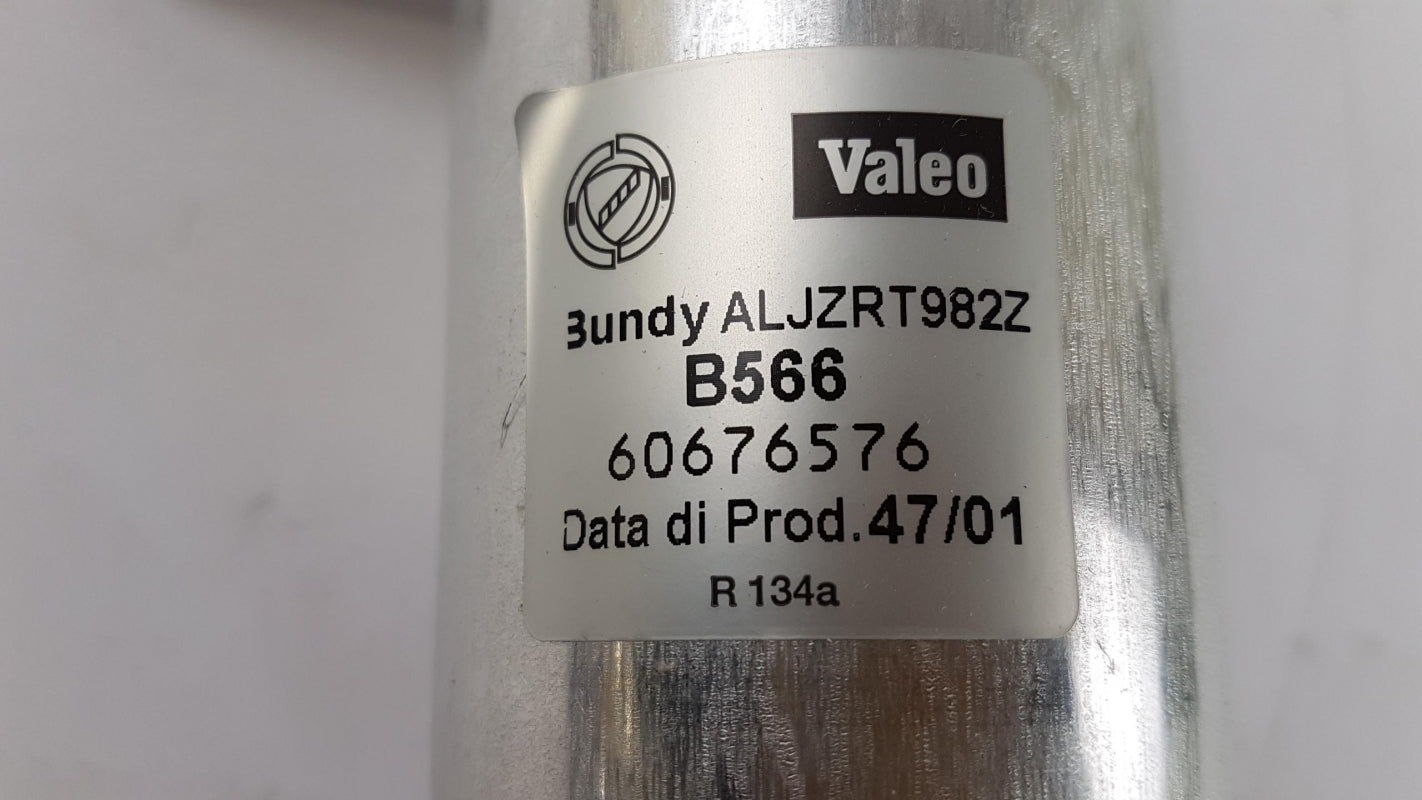 Valeo
Bundy ALJZRT982Z
B566
60676576
Data di Prod.47/01
R 134a